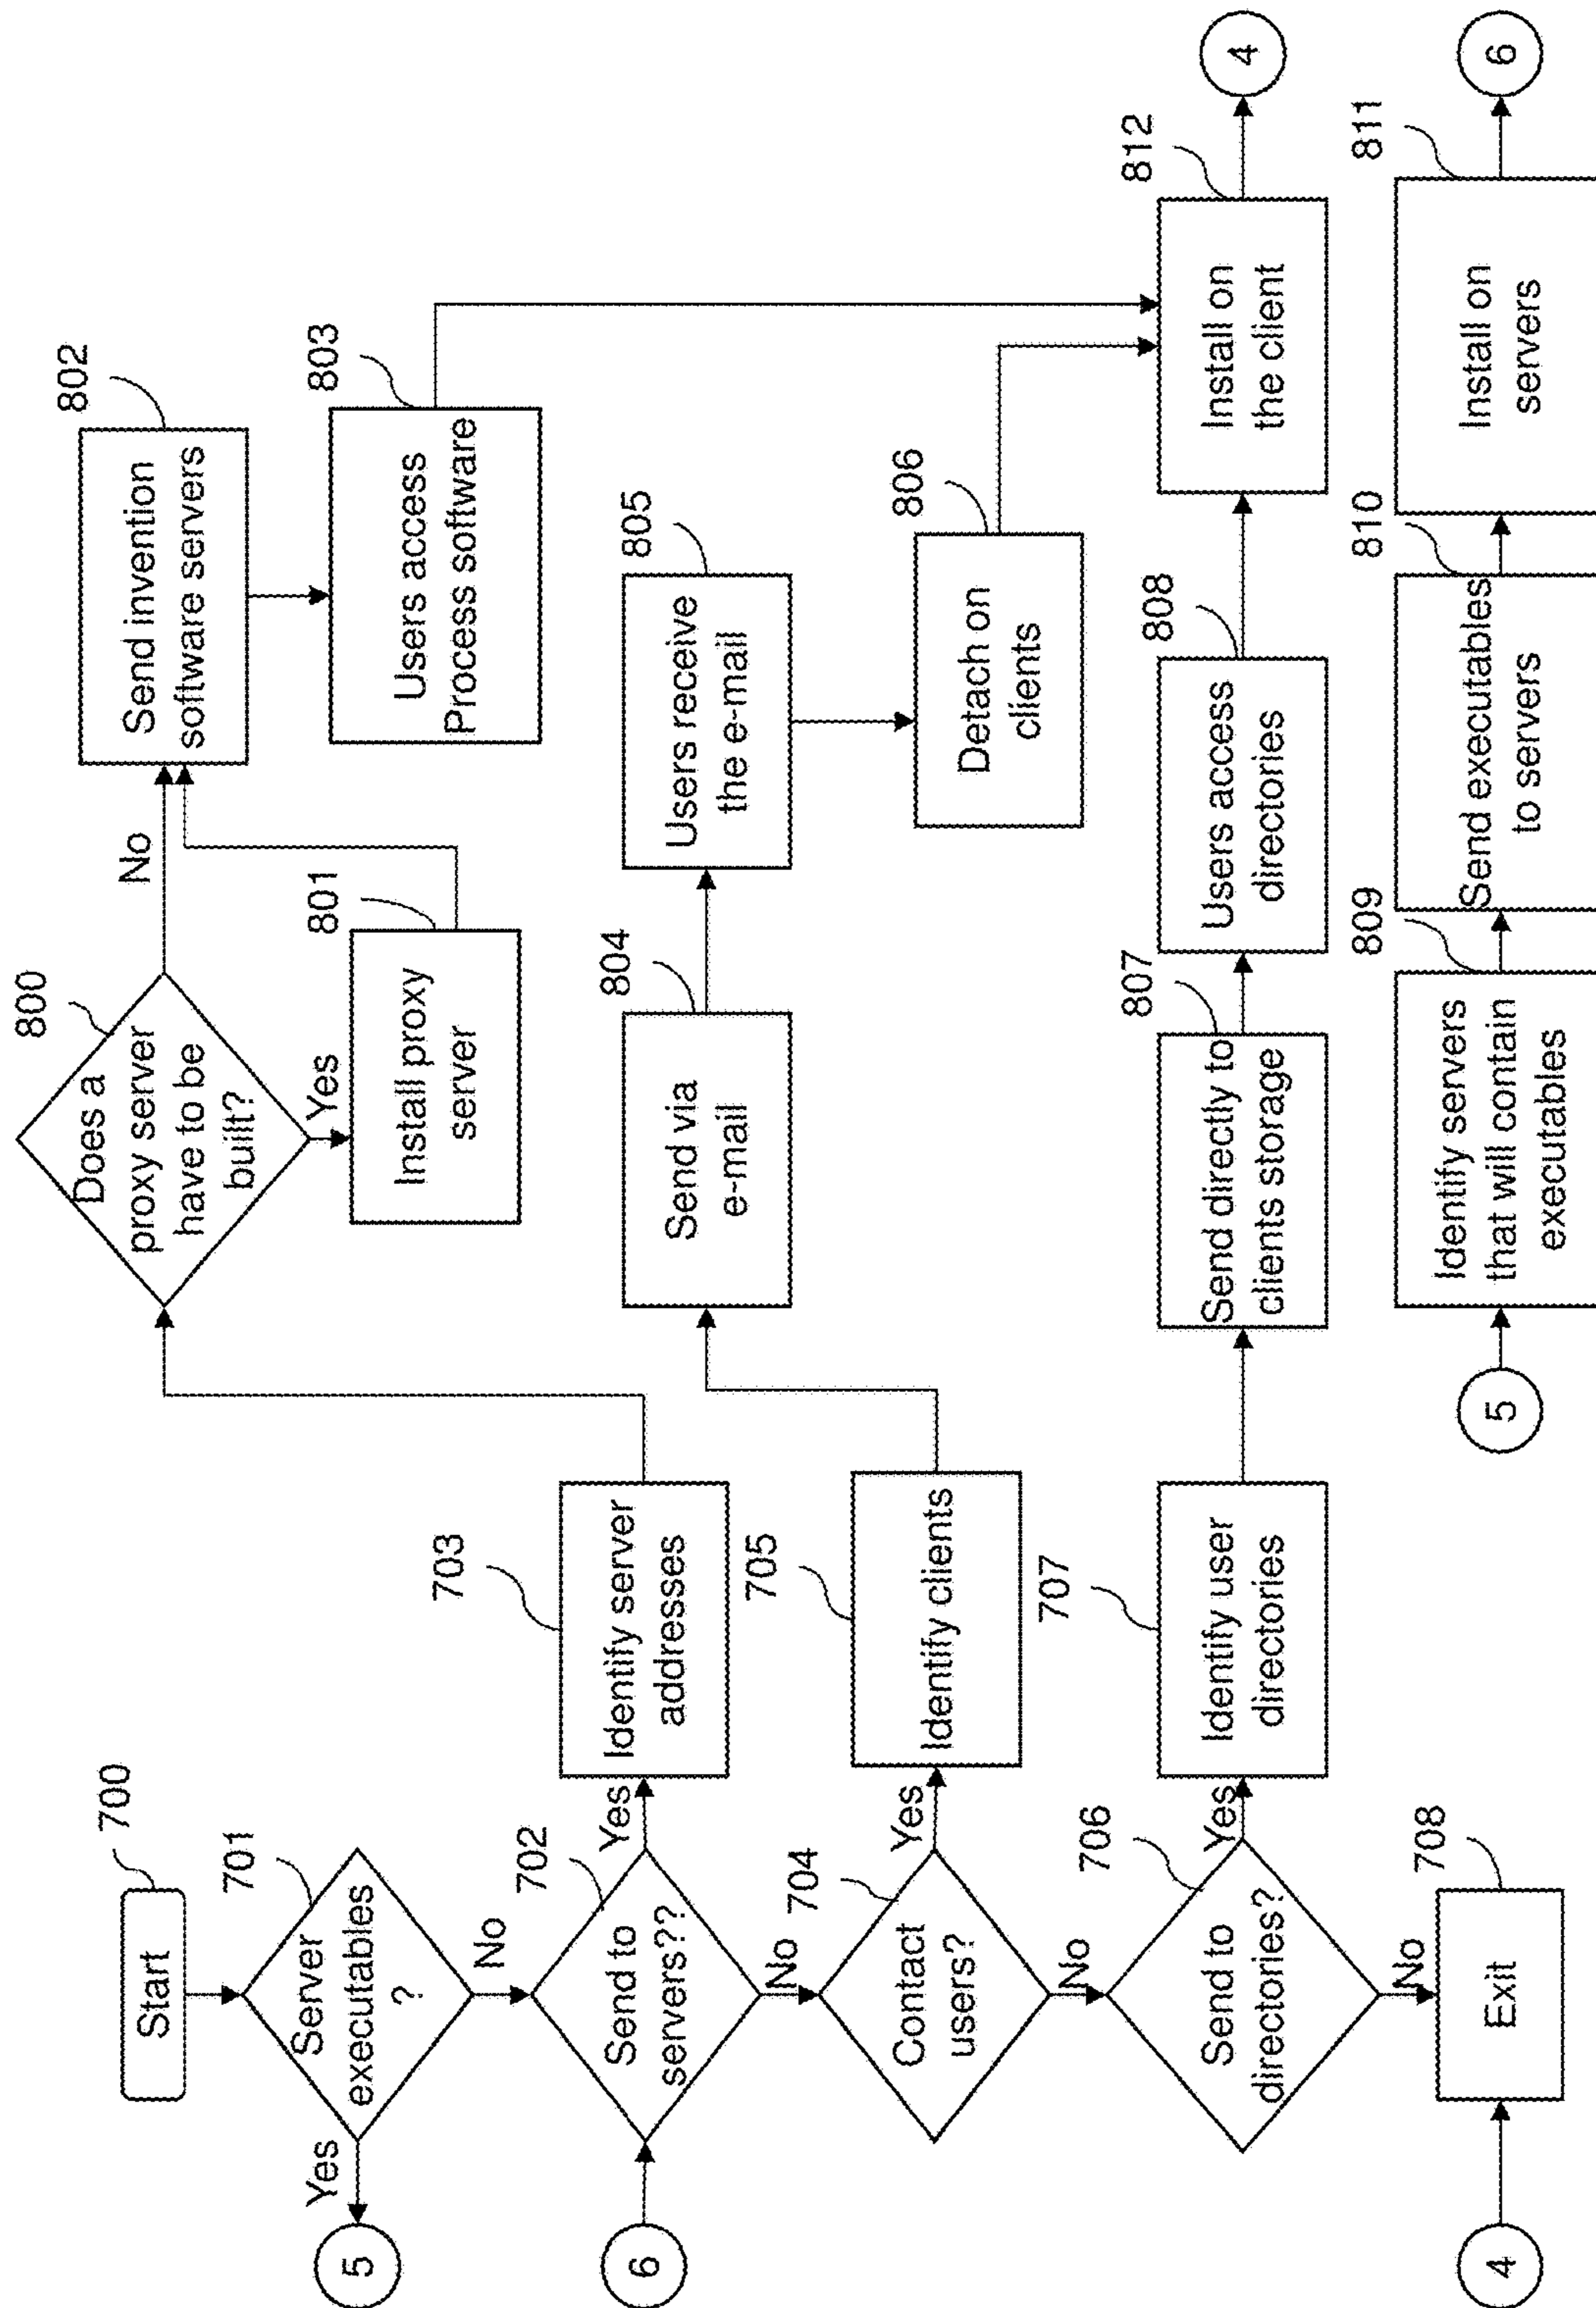 700
Start
701
Server
executables
?
Yes
5
No
702
Send to
servers??
6
Yes
703
Identify server
addresses
No
704
Contact
users?
Yes
705
Identify clients
No
706
Send to
directories?
Yes
707
Identify user
directories
No
708
Exit
4
800
Does a
proxy server
have to be
built?
No
Yes
801
Install proxy
server
802
Send invention
software servers
803
Users access
Process software
804
Send via
e-mail
805
Users receive
the e-mail
806
Detach on
clients
807
Send directly to
clients storage
808
Users access
directories
812
Install on
the client
4
5
809
Identify servers
that will contain
executables
810
Send executables
to servers
811
Install on
servers
6